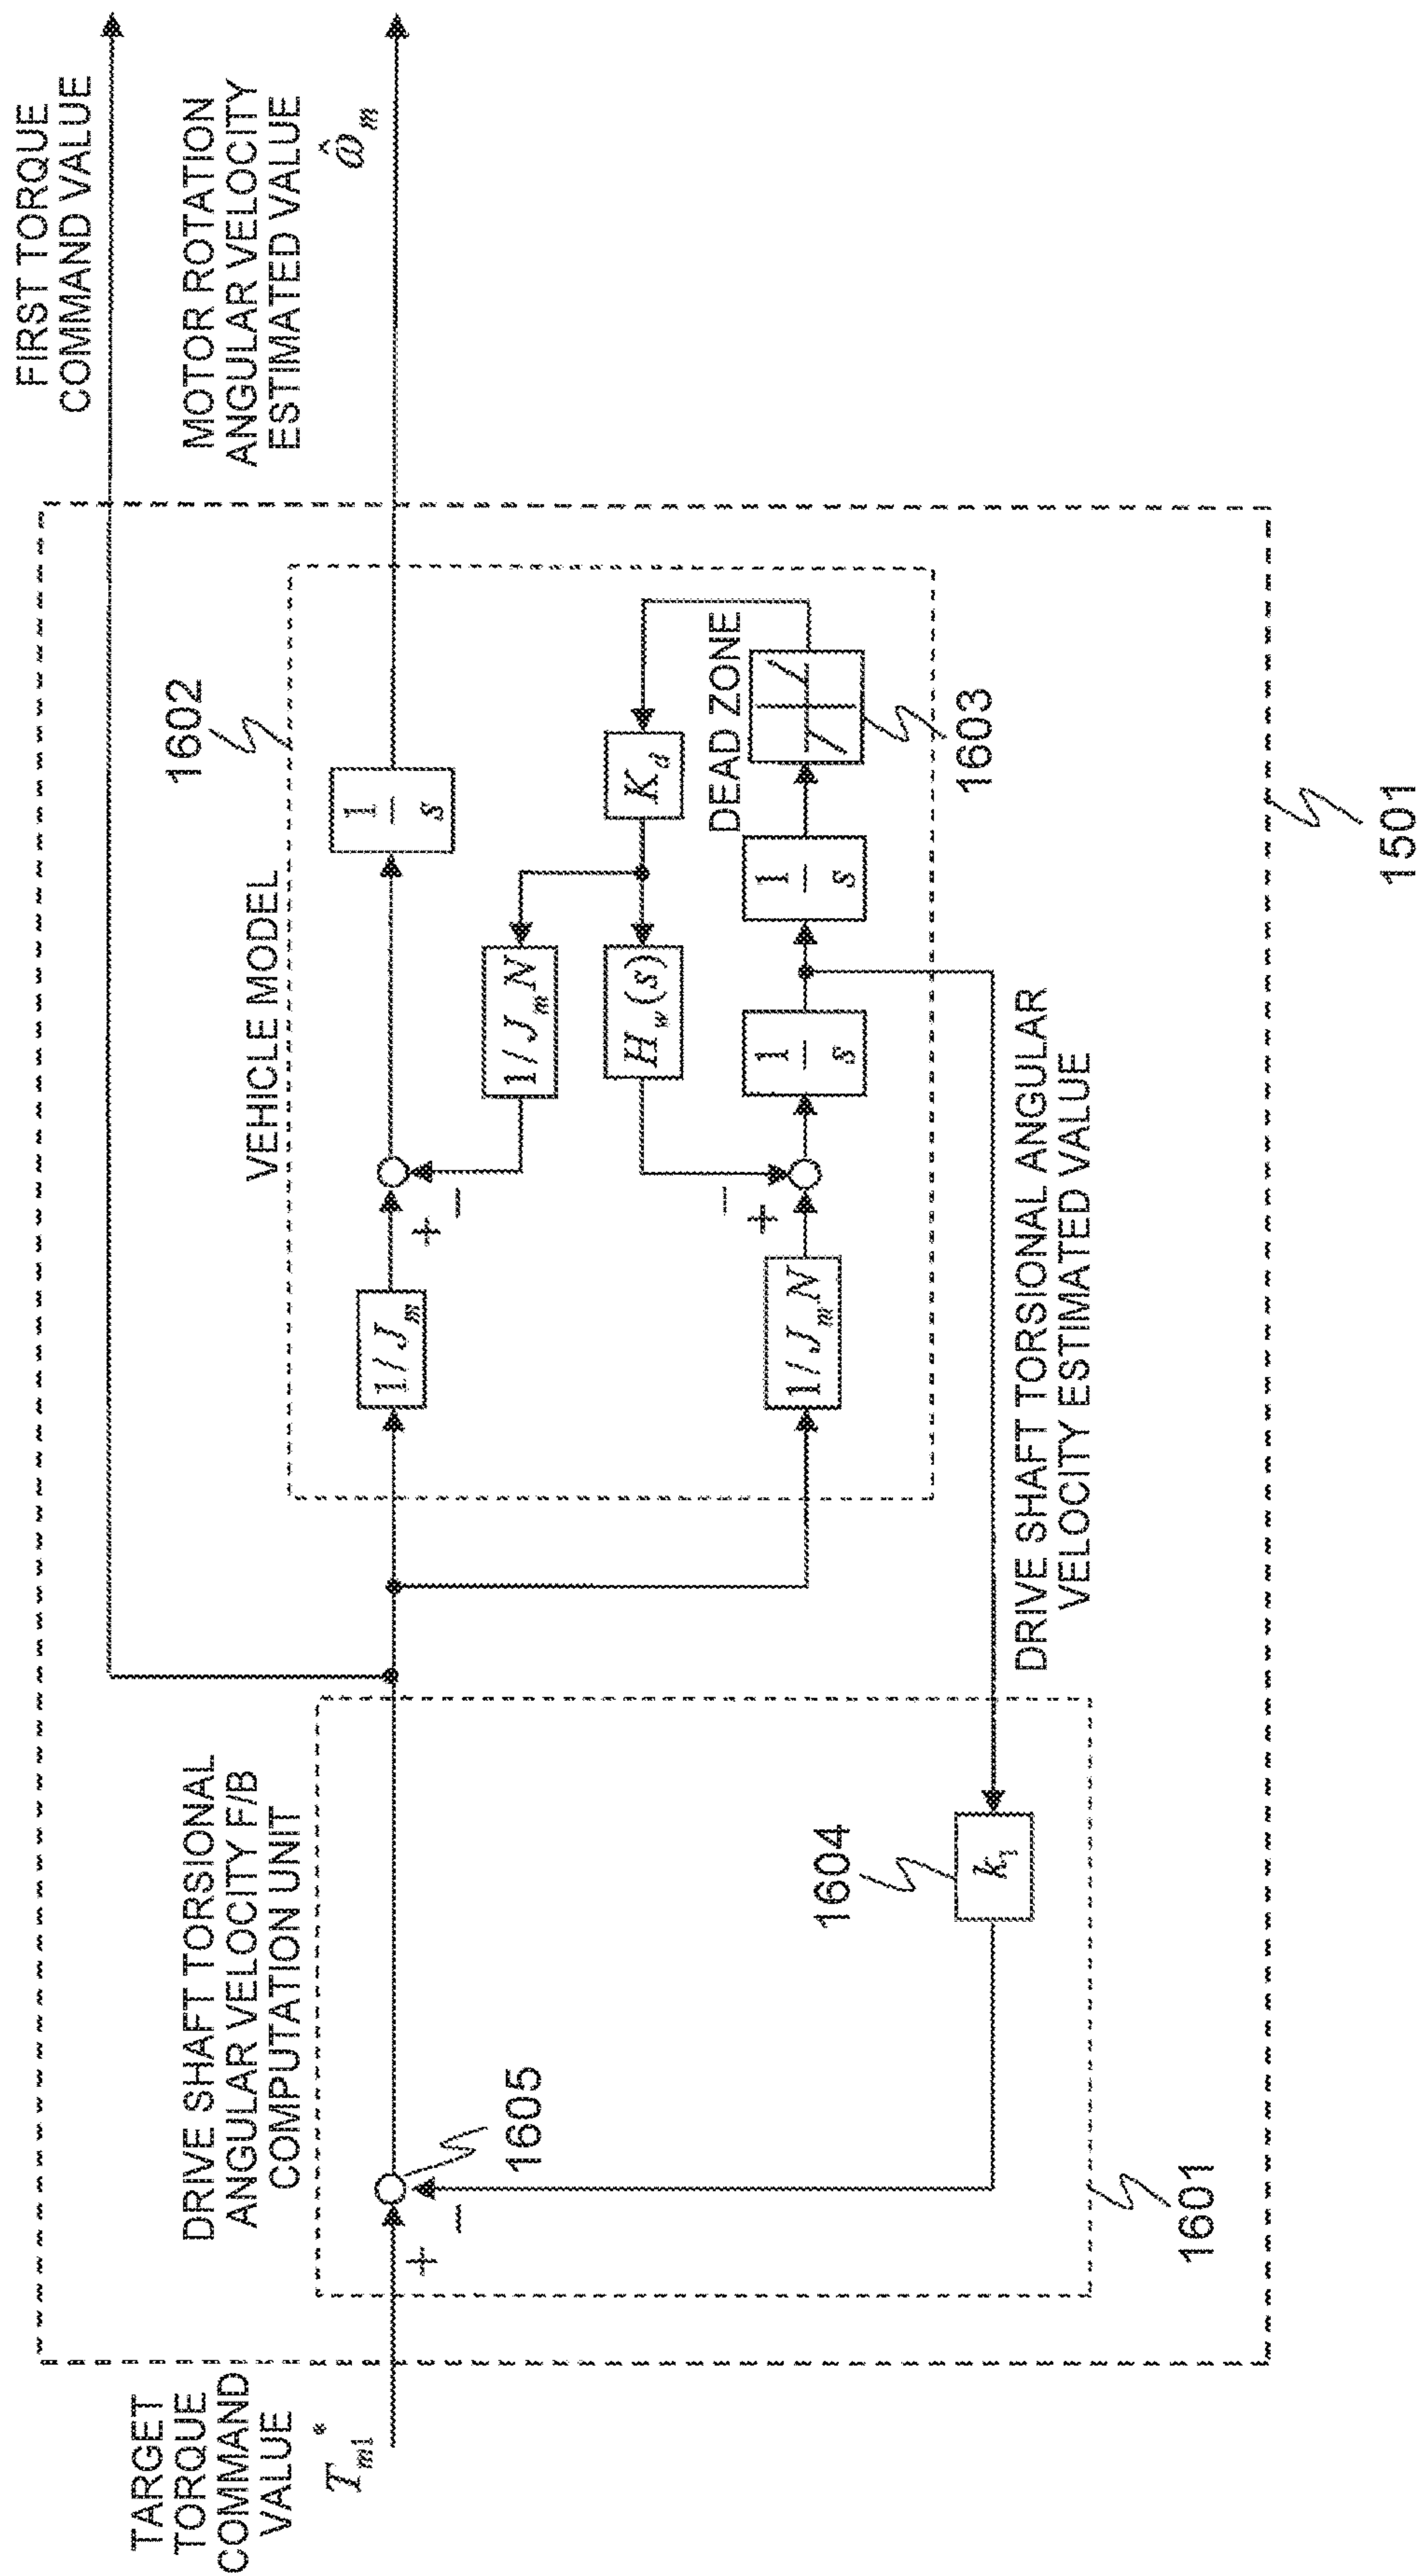 FIRST TORQUE
COMMAND VALUE
MOTOR ROTATION
ANGULAR VELOCITY
ESTIMATED VALUE
ω̂m
1602
VEHICLE MODEL
1/Jm
+
−
1
s
1/JmN
Kd
Hw(s)
DEAD ZONE
1603
−
+
1/JmN
1
s
1
s
1501
DRIVE SHAFT TORSIONAL ANGULAR
VELOCITY ESTIMATED VALUE
DRIVE SHAFT TORSIONAL
ANGULAR VELOCITY F/B
COMPUTATION UNIT
1604
k1
1605
+
−
1601
TARGET
TORQUE
COMMAND
VALUE
Tm1*